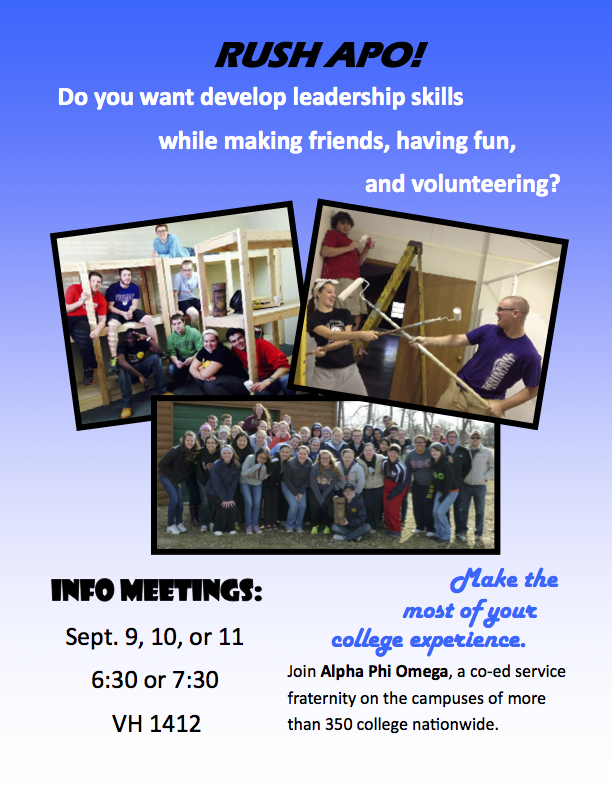 RUSH APO!
Do you want develop leadership skills
while making friends, having fun,
and volunteering?
INFO MEETINGS:
Sept. 9, 10, or 11
6:30 or 7:30
VH 1412
Make the
most of your
college experience.
Join Alpha Phi Omega, a co-ed service
fraternity on the campuses of more
than 350 college nationwide.